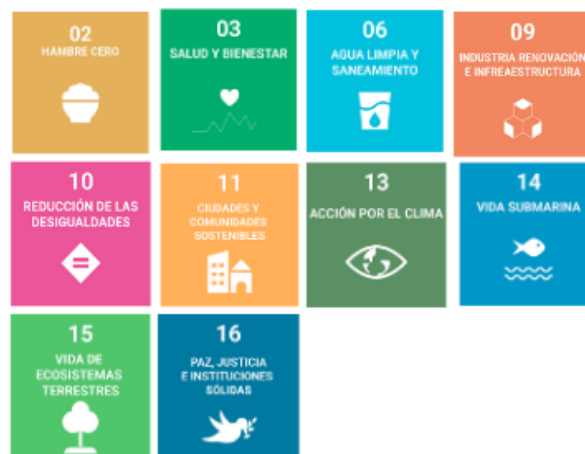 02
HAMBRE CERO
03
SALUD Y BIENESTAR
06
AGUA LIMPIA Y
SANEAMIENTO
09
INDUSTRIA RENOVACIÓN
E INFREAESTRUCTURA
10
REDUCCIÓN DE LAS
DESIGUALDADES
11
CIUDADES Y
COMUNIDADES
SOSTENIBLES
13
ACCIÓN POR EL CLIMA
14
VIDA SUBMARINA
15
VIDA DE
ECOSISTEMAS
TERRESTRES
16
PAZ, JUSTICIA
E INSTITUCIONES
SÓLIDAS